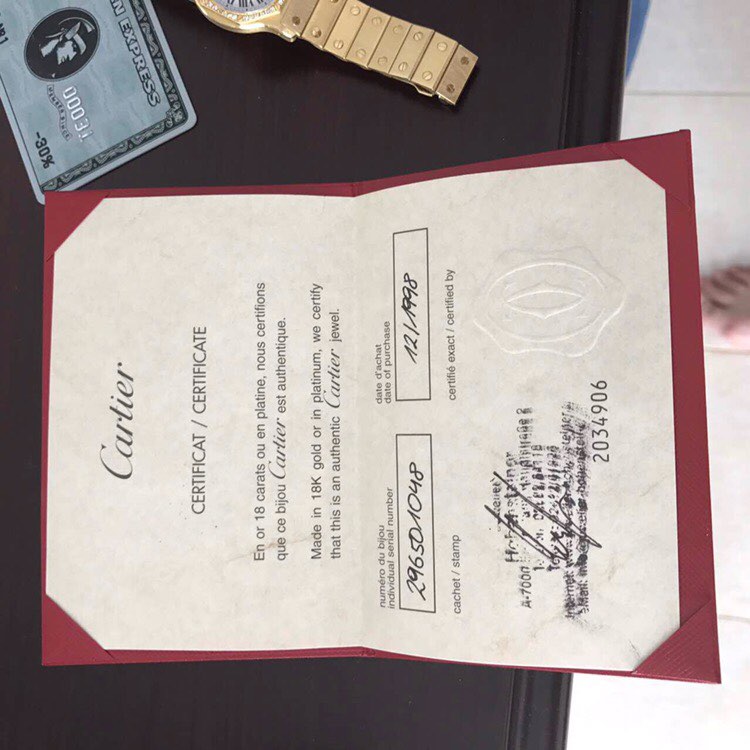 Cartier
CERTIFICAT / CERTIFICATE
En or 18 carats ou en platine, nous certifions
que ce bijou Cartier est authentique.
Made in 18K gold or in platinum, we certify
that this is an authentic Cartier jewel.
numéro du bijou
individual serial number
296501048
date d'achat
date of purchase
12/1998
cachet / stamp
certifié exact / certified by
2034906
EXPRESS
-30%